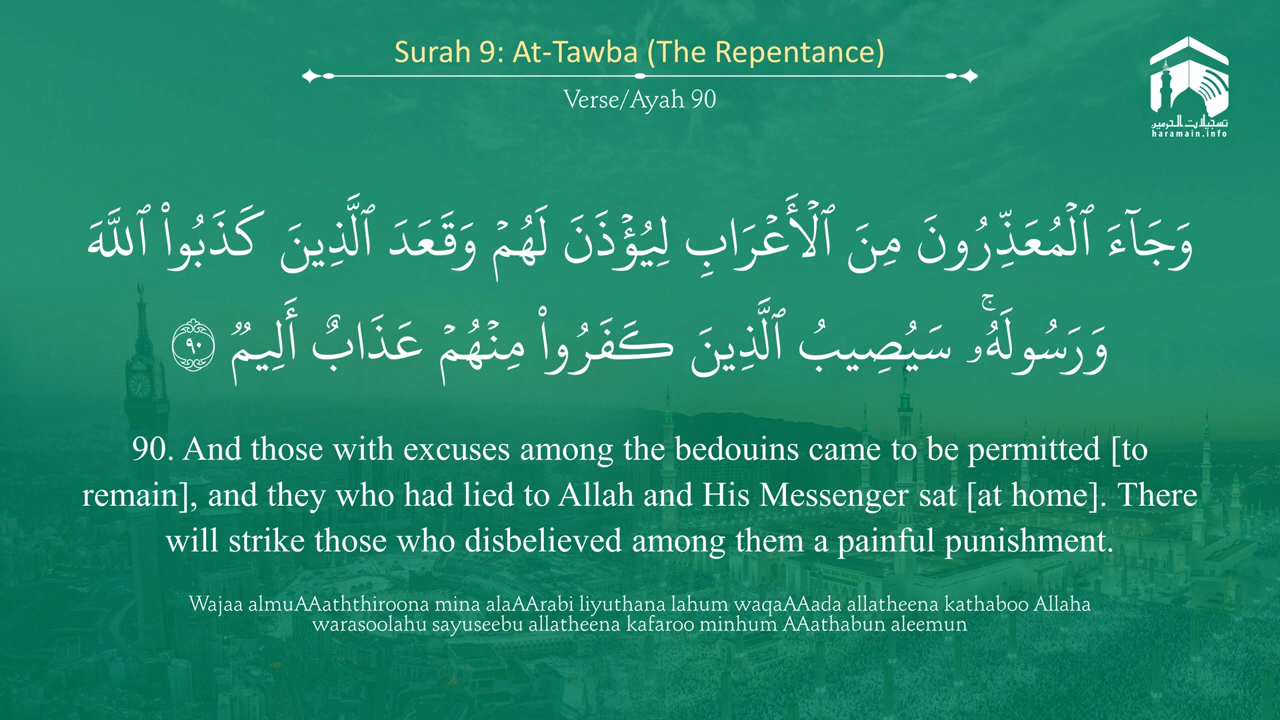 Surah 9: At-Tawba (The Repentance)
Verse/Ayah 90
تسجيلات الحرمين
haramain.info
وَجَآءَ ٱلْمُعَذِّرُونَ مِنَ ٱلْأَعْرَابِ لِيُؤْذَنَ لَهُمْ وَقَعَدَ ٱلَّذِينَ كَذَبُوا۟ ٱللَّهَ
وَرَسُولَهُۥ ۚ سَيُصِيبُ ٱلَّذِينَ كَفَرُوا۟ مِنْهُمْ عَذَابٌ أَلِيمٌ ٩٠
90. And those with excuses among the bedouins came to be permitted [to
remain], and they who had lied to Allah and His Messenger sat [at home]. There
will strike those who disbelieved among them a painful punishment.
Wajaa almuAAaththiroona mina alaAArabi liyuthana lahum waqaAAada allatheena kathaboo Allaha
warasoolahu sayuseebu allatheena kafaroo minhum AAathabun aleemun